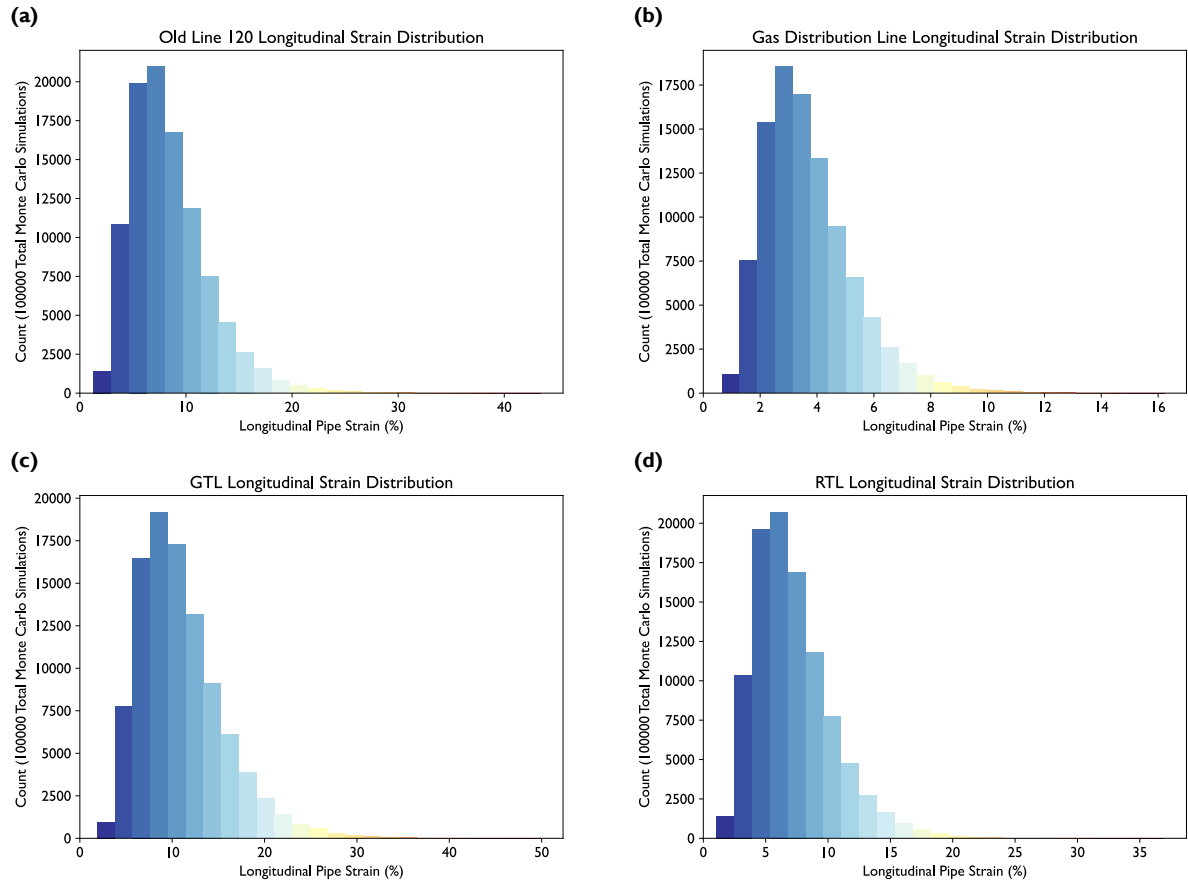 (a)
Old Line 120 Longitudinal Strain Distribution
Count (100000 Total Monte Carlo Simulations)
20000
17500
15000
12500
10000
7500
5000
2500
0
0 10 20 30 40
Longitudinal Pipe Strain (%)
(b)
Gas Distribution Line Longitudinal Strain Distribution
Count (100000 Total Monte Carlo Simulations)
17500
15000
12500
10000
7500
5000
2500
0
0 2 4 6 8 10 12 14 16
Longitudinal Pipe Strain (%)
(c)
GTL Longitudinal Strain Distribution
Count (100000 Total Monte Carlo Simulations)
20000
17500
15000
12500
10000
7500
5000
2500
0
0 10 20 30 40 50
Longitudinal Pipe Strain (%)
(d)
RTL Longitudinal Strain Distribution
Count (100000 Total Monte Carlo Simulations)
20000
17500
15000
12500
10000
7500
5000
2500
0
0 5 10 15 20 25 30 35
Longitudinal Pipe Strain (%)